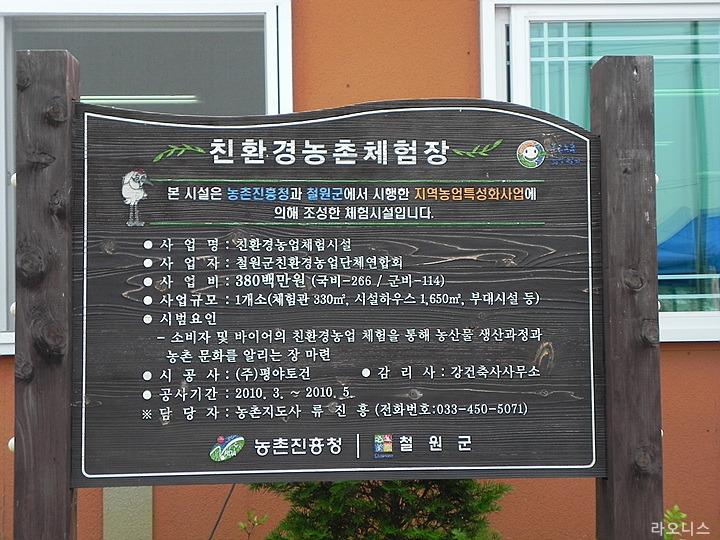 친환경농촌체험장
본 시설은 농촌진흥청과 철원군에서 시행한 지역농업특성화사업에
의해 조성한 체험시설입니다.
● 사 업 명 : 친환경농업체험시설
● 사 업 자 : 철원군친환경농업단체연합회
● 사 업 비 : 380백만원 (국비-266 / 군비-114)
● 사업규모 : 1개소(체험관 330㎡, 시설하우스 1,650㎡, 부대시설 등)
● 시범요인
- 소비자 및 바이어의 친환경농업 체험을 통해 농산물 생산과정과
농촌 문화를 알리는 장 마련
● 시 공 사 : (주)평야토건 ● 감 리 사 : 강건축사사무소
● 공사기간 : 2010. 3. ~ 2010. 5.
※ 담 당 자 : 농촌지도사 류 진 흥 (전화번호:033-450-5071)
RDA 농촌진흥청 | 철원군
라오니스